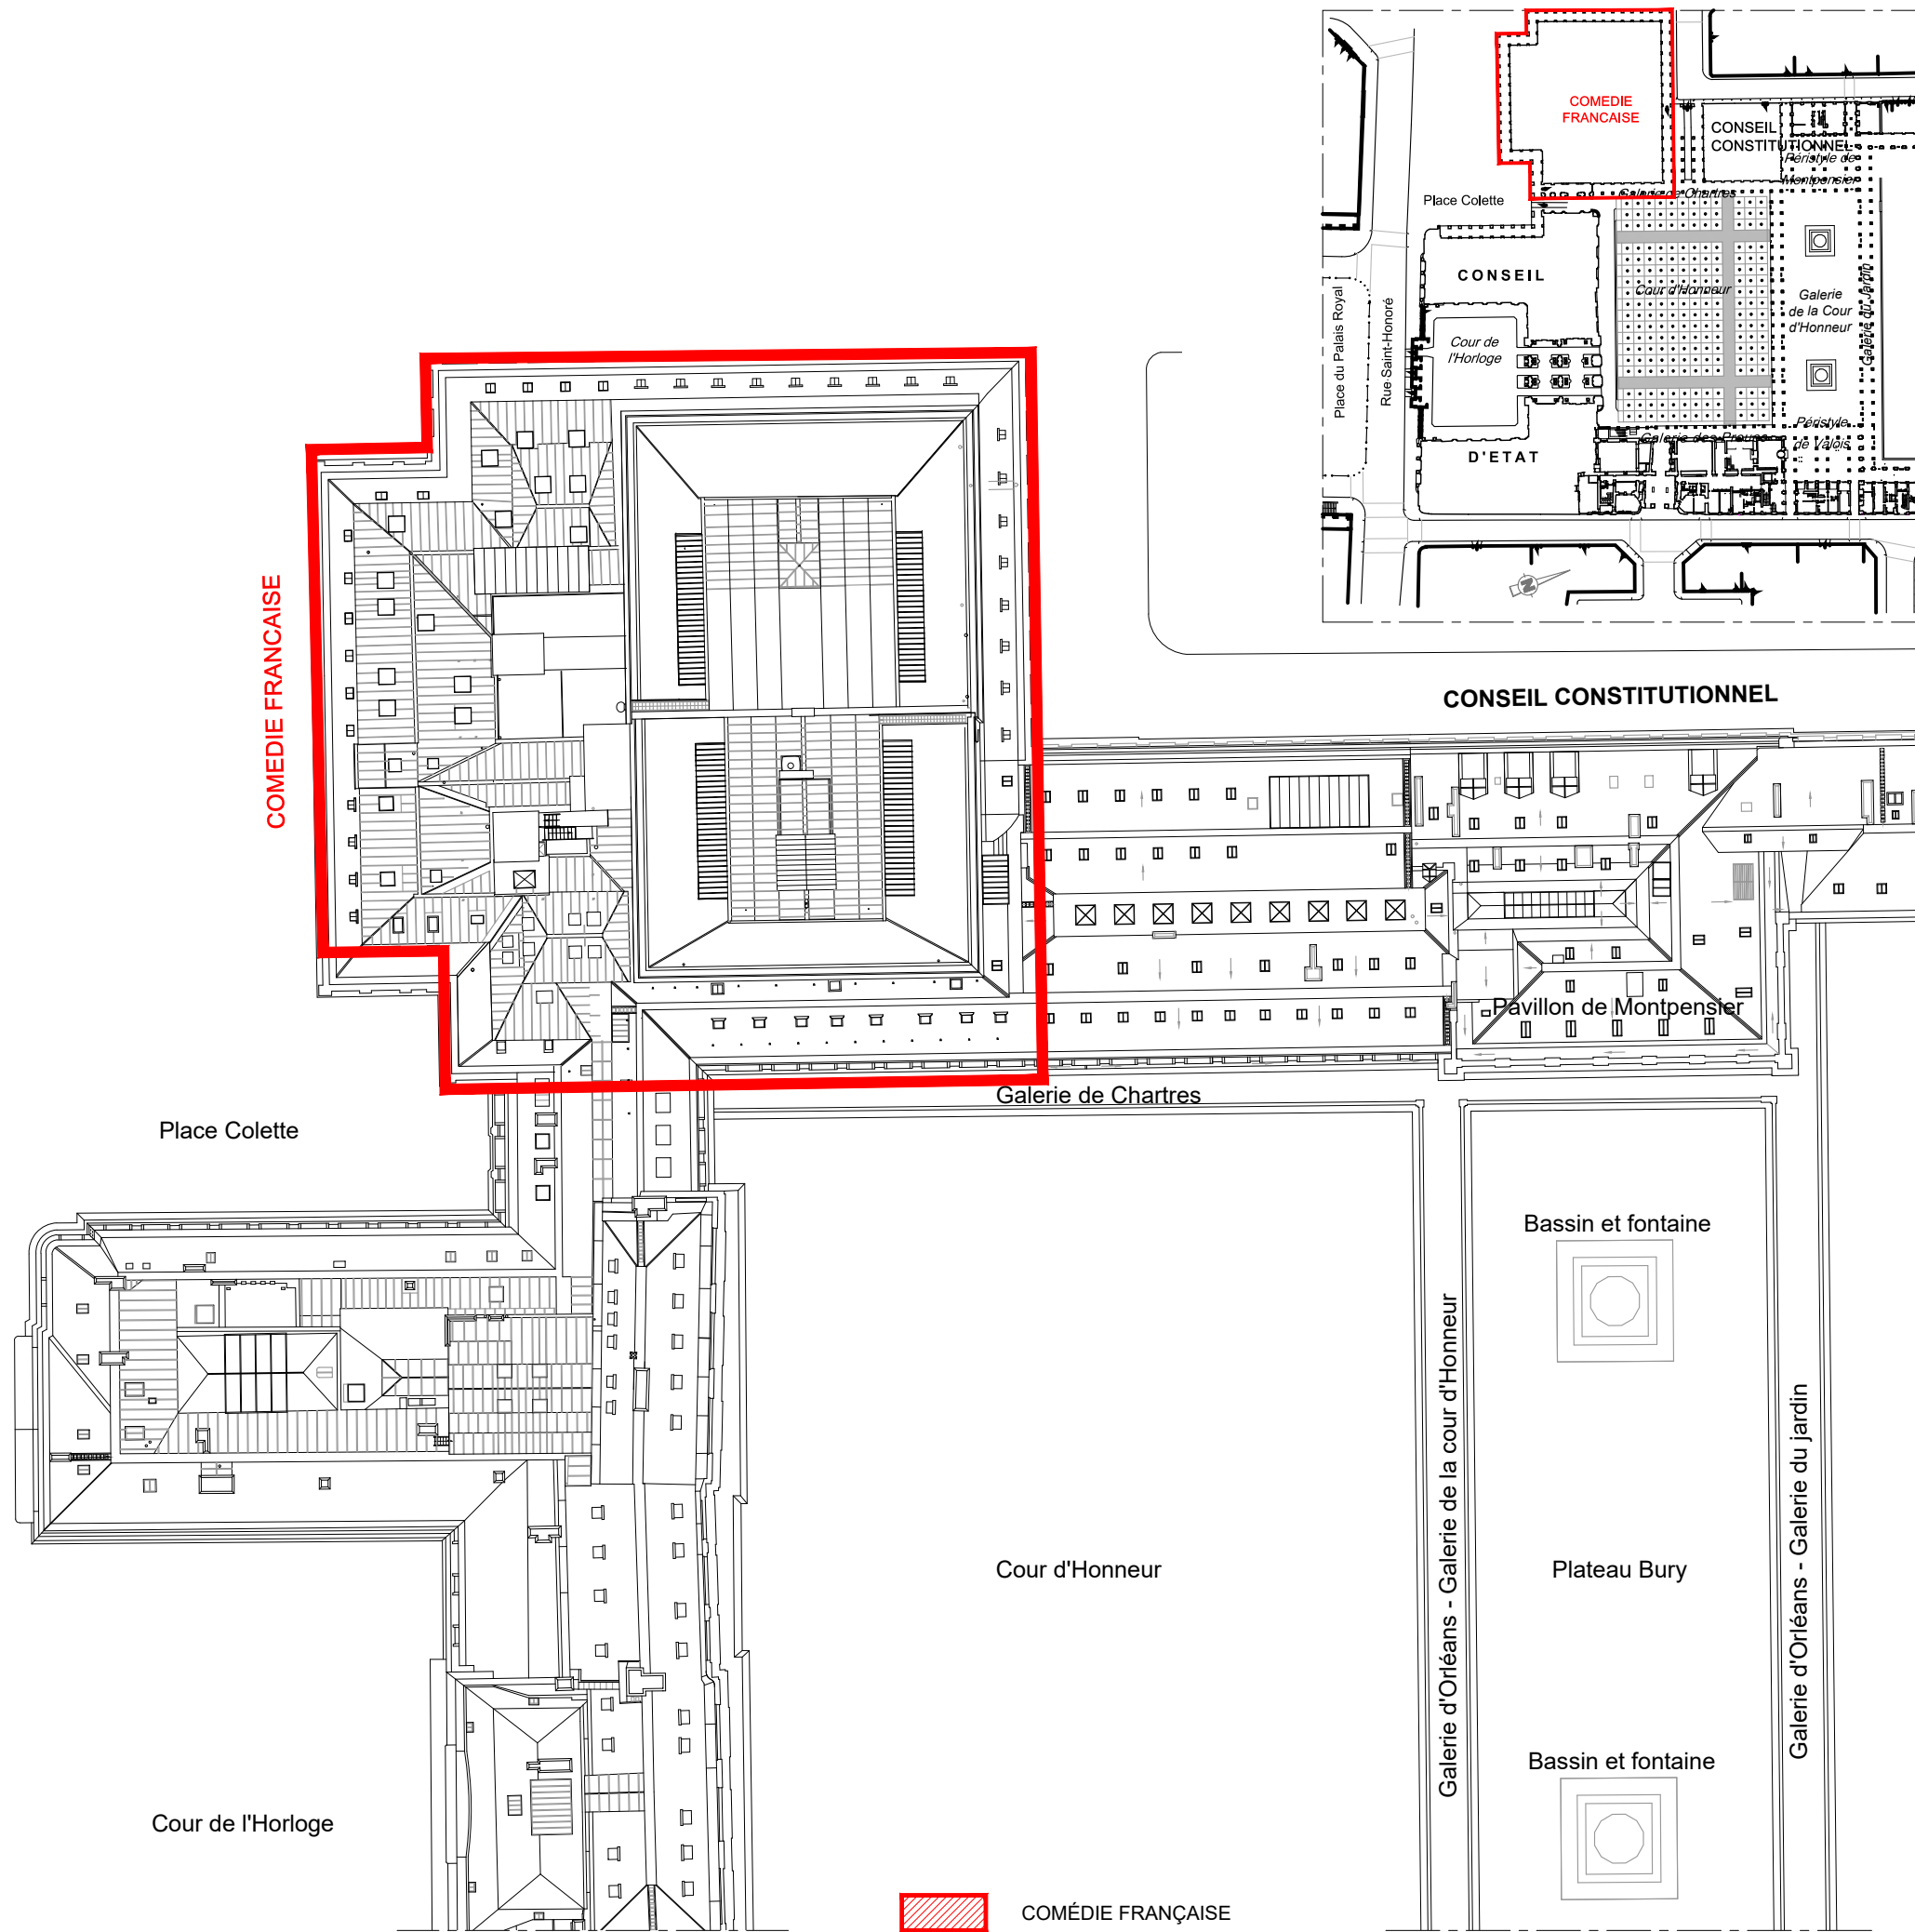 COMEDIE
FRANCAISE
CONSEIL
CONSTITUTIONNEL
Péristyle de
Montpensier
Galerie de Chartres
Place Colette
CONSEIL
Cour d'Honneur
Galerie
de la Cour
d'Honneur
Galerie du Jardin
Place du Palais Royal
Rue-Saint-Honoré
Cour de
l'Horloge
Péristyle
de Valois
Galerie des Proues
D'ETAT
N
COMEDIE FRANCAISE
CONSEIL CONSTITUTIONNEL
Pavillon de Montpensier
Galerie de Chartres
Place Colette
Bassin et fontaine
Galerie d'Orléans - Galerie de la cour d'Honneur
Galerie d'Orléans - Galerie du jardin
Cour d'Honneur
Plateau Bury
Bassin et fontaine
Cour de l'Horloge
COMÉDIE FRANÇAISE